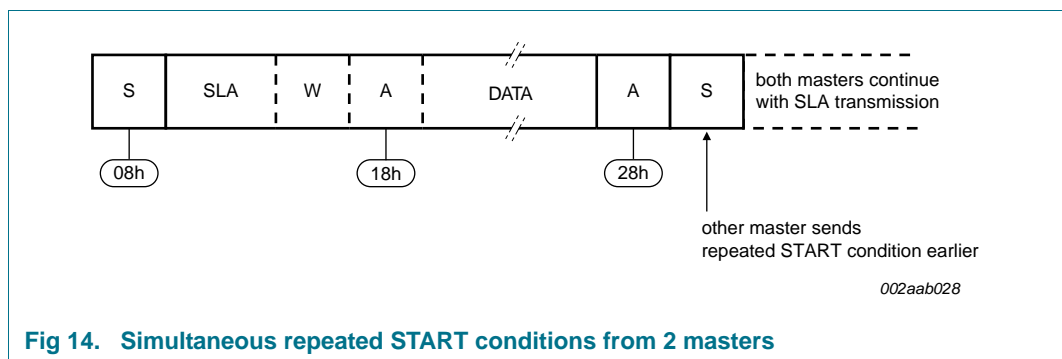 S SLA W A DATA A S
both masters continue
with SLA transmission
08h 18h 28h
other master sends
repeated START condition earlier
002aab028
Fig 14. Simultaneous repeated START conditions from 2 masters